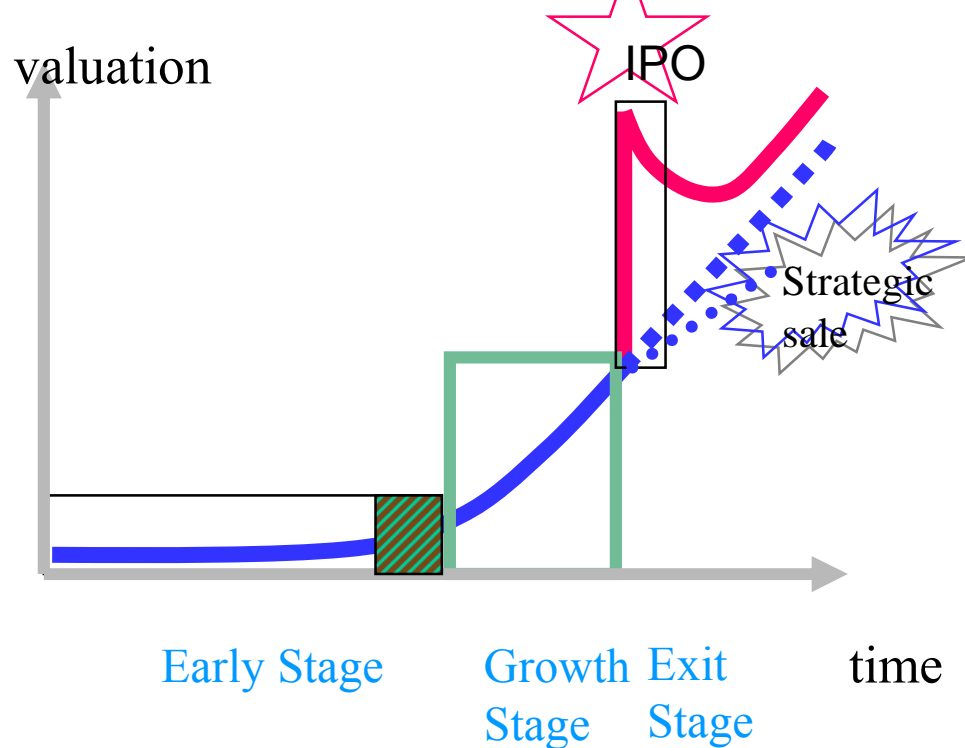 valuation
IPO
Strategic
sale
Early Stage
Growth
Stage
Exit
Stage
time